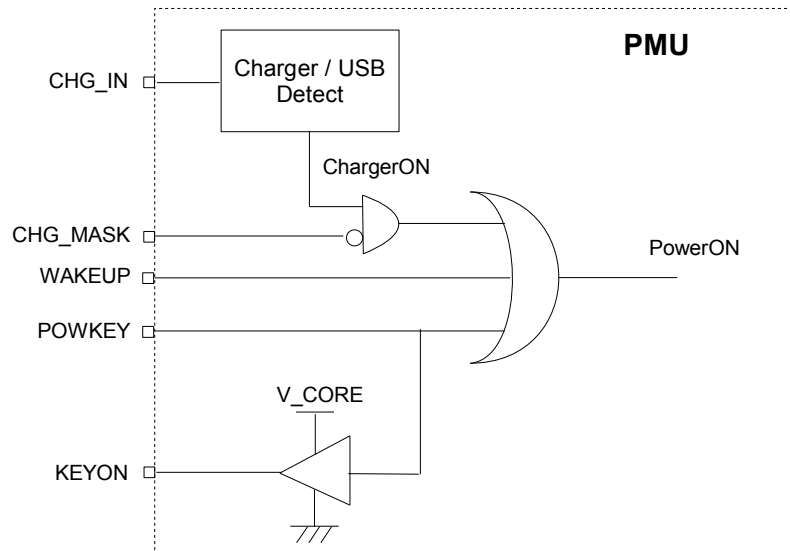 PMU
Charger / USB
Detect
CHG_IN
ChargerON
CHG_MASK
PowerON
WAKEUP
POWKEY
V_CORE
KEYON